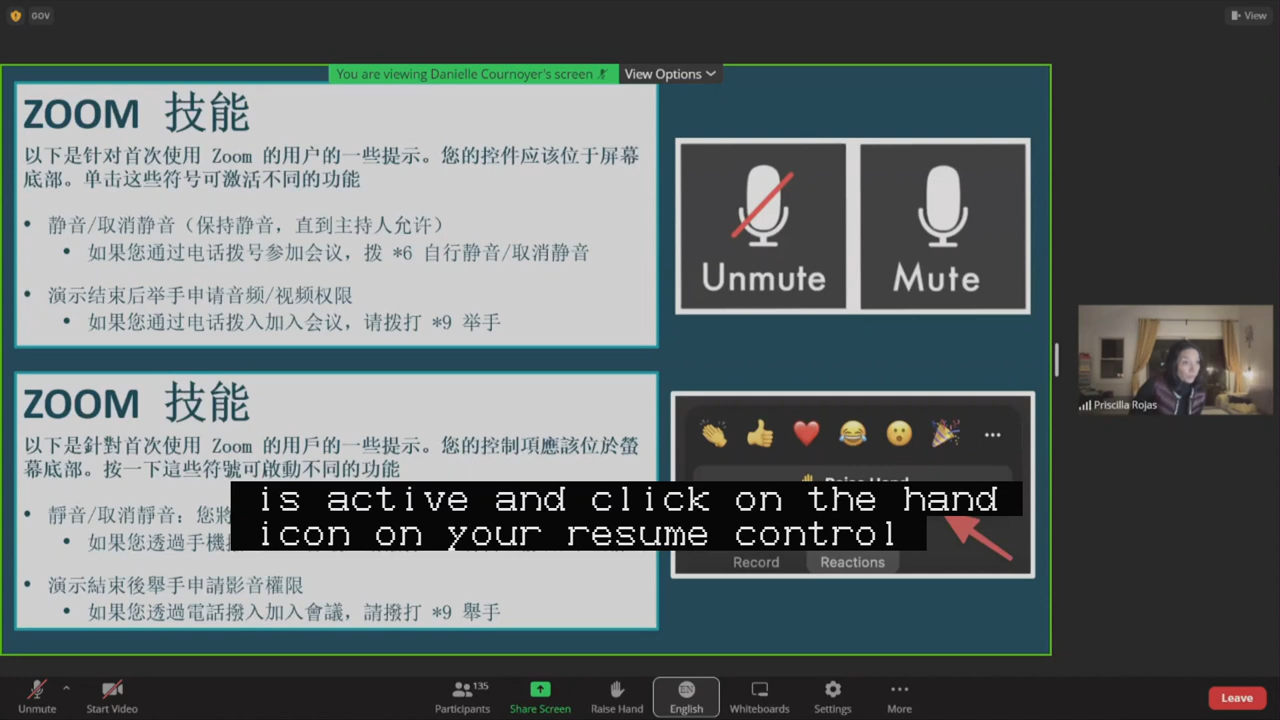 GOV
View
You are viewing Danielle Cournoyer's screen
View Options
ZOOM 技能
以下是针对首次使用 Zoom 的用户的一些提示。您的控件应该位于屏幕
底部。单击这些符号可激活不同的功能
• 静音/取消静音（保持静音，直到主持人允许）
• 如果您通过电话拨号参加会议，拨 *6 自行静音/取消静音
• 演示结束后举手申请音频/视频权限
• 如果您通过电话拨入加入会议，请拨打 *9 举手
Unmute
Mute
Priscilla Rojas
ZOOM 技能
以下是針對首次使用 Zoom 的用戶的一些提示。您的控制項應該位於螢
幕底部。按一下這些符號可啟動不同的功能
• 靜音/取消靜音：您將
• 如果您透過手機
is active and click on the hand
icon on your resume control
• 演示結束後舉手申請影音權限
• 如果您透過電話撥入加入會議，請撥打 *9 舉手
Record
Reactions
Unmute
Start Video
Participants
135
Share Screen
Raise Hand
EN
English
Whiteboards
Settings
More
Leave